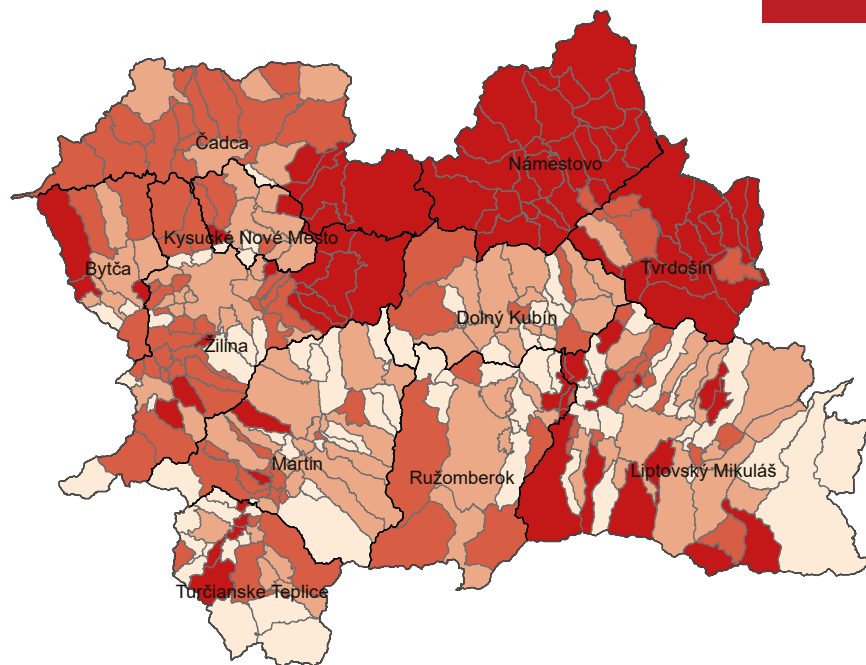 Čadca
Námestovo
Kysucké Nové Mesto
Bytča
Tvrdošín
Dolný Kubín
Žilina
Martin
Ružomberok
Liptovský Mikuláš
Turčianske Teplice